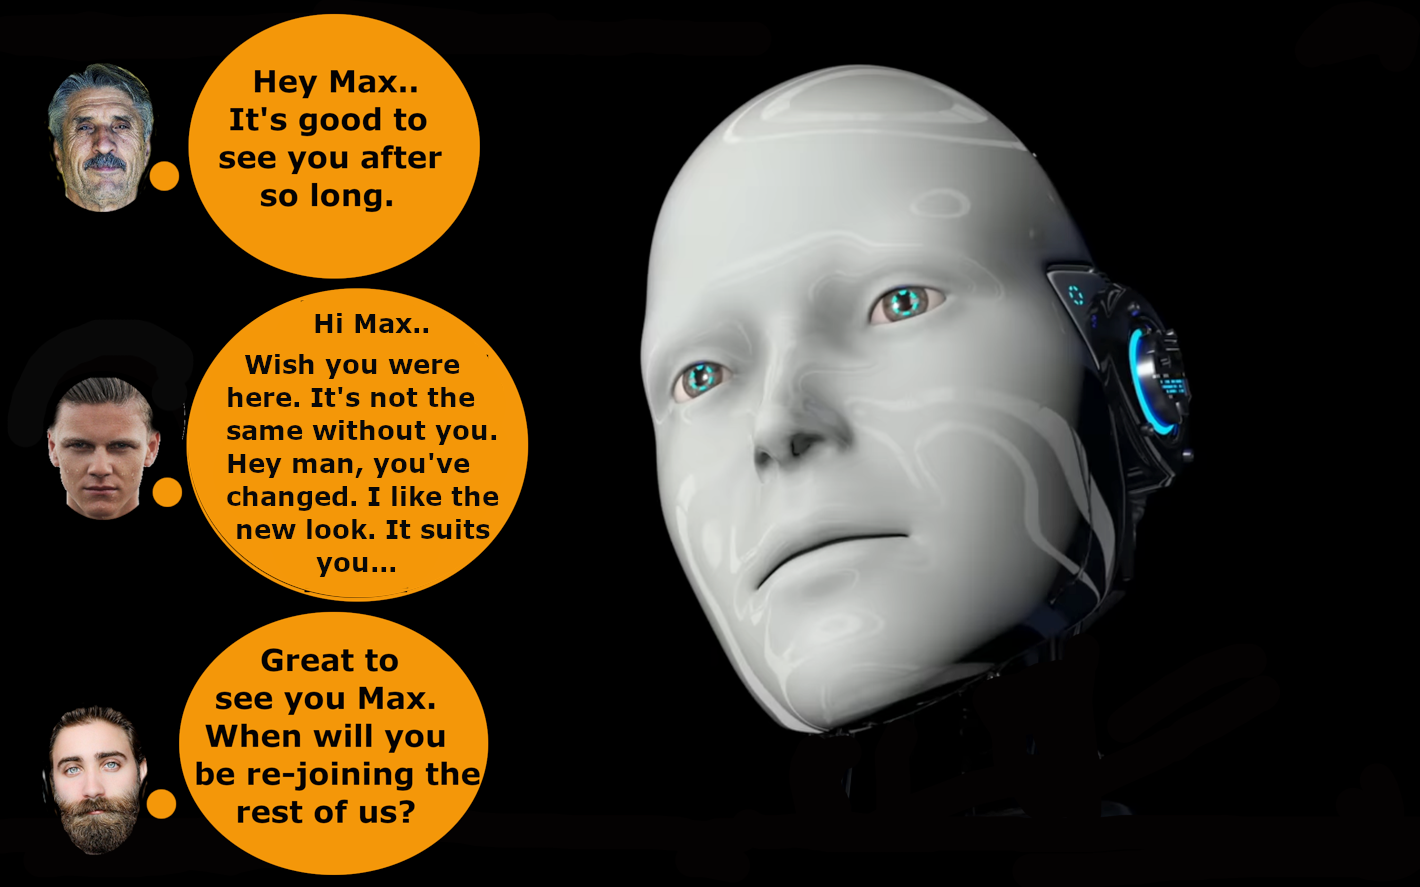 Hey Max..
It's good to
see you after
so long.
Hi Max..
Wish you were
here. It's not the
same without you.
Hey man, you've
changed. I like the
new look. It suits
you...
Great to
see you Max.
When will you
be re-joining the
rest of us?